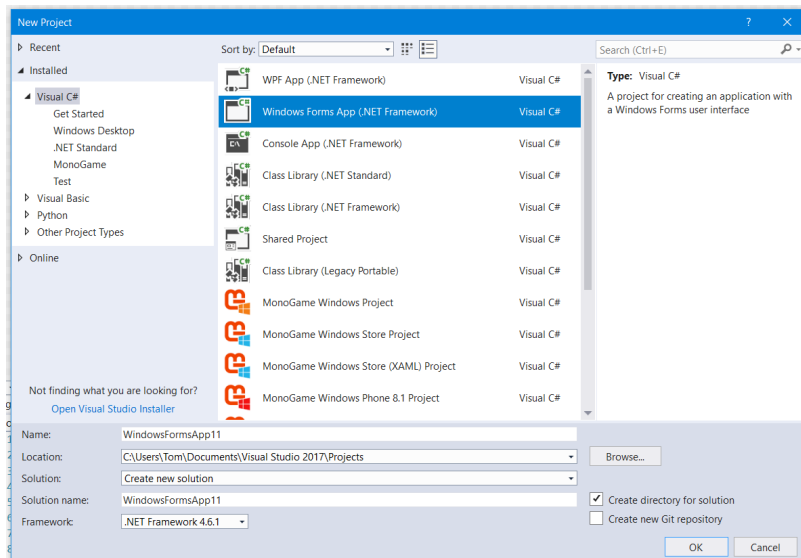 New Project
Recent
Installed
Visual C#
Get Started
Windows Desktop
.NET Standard
MonoGame
Test
Visual Basic
Python
Other Project Types
Online
Not finding what you are looking for?
Open Visual Studio Installer
Sort by: Default
WPF App (.NET Framework) Visual C#
Windows Forms App (.NET Framework) Visual C#
Console App (.NET Framework) Visual C#
Class Library (.NET Standard) Visual C#
Class Library (.NET Framework) Visual C#
Shared Project Visual C#
Class Library (Legacy Portable) Visual C#
MonoGame Windows Project Visual C#
MonoGame Windows Store Project Visual C#
MonoGame Windows Store (XAML) Project Visual C#
MonoGame Windows Phone 8.1 Project Visual C#
Search (Ctrl+E)
Type: Visual C#
A project for creating an application with
a Windows Forms user interface
Name: WindowsFormsApp11
Location: C:\Users\Tom\Documents\Visual Studio 2017\Projects Browse...
Solution: Create new solution
Solution name: WindowsFormsApp11 Create directory for solution
Framework: .NET Framework 4.6.1 Create new Git repository
OK Cancel